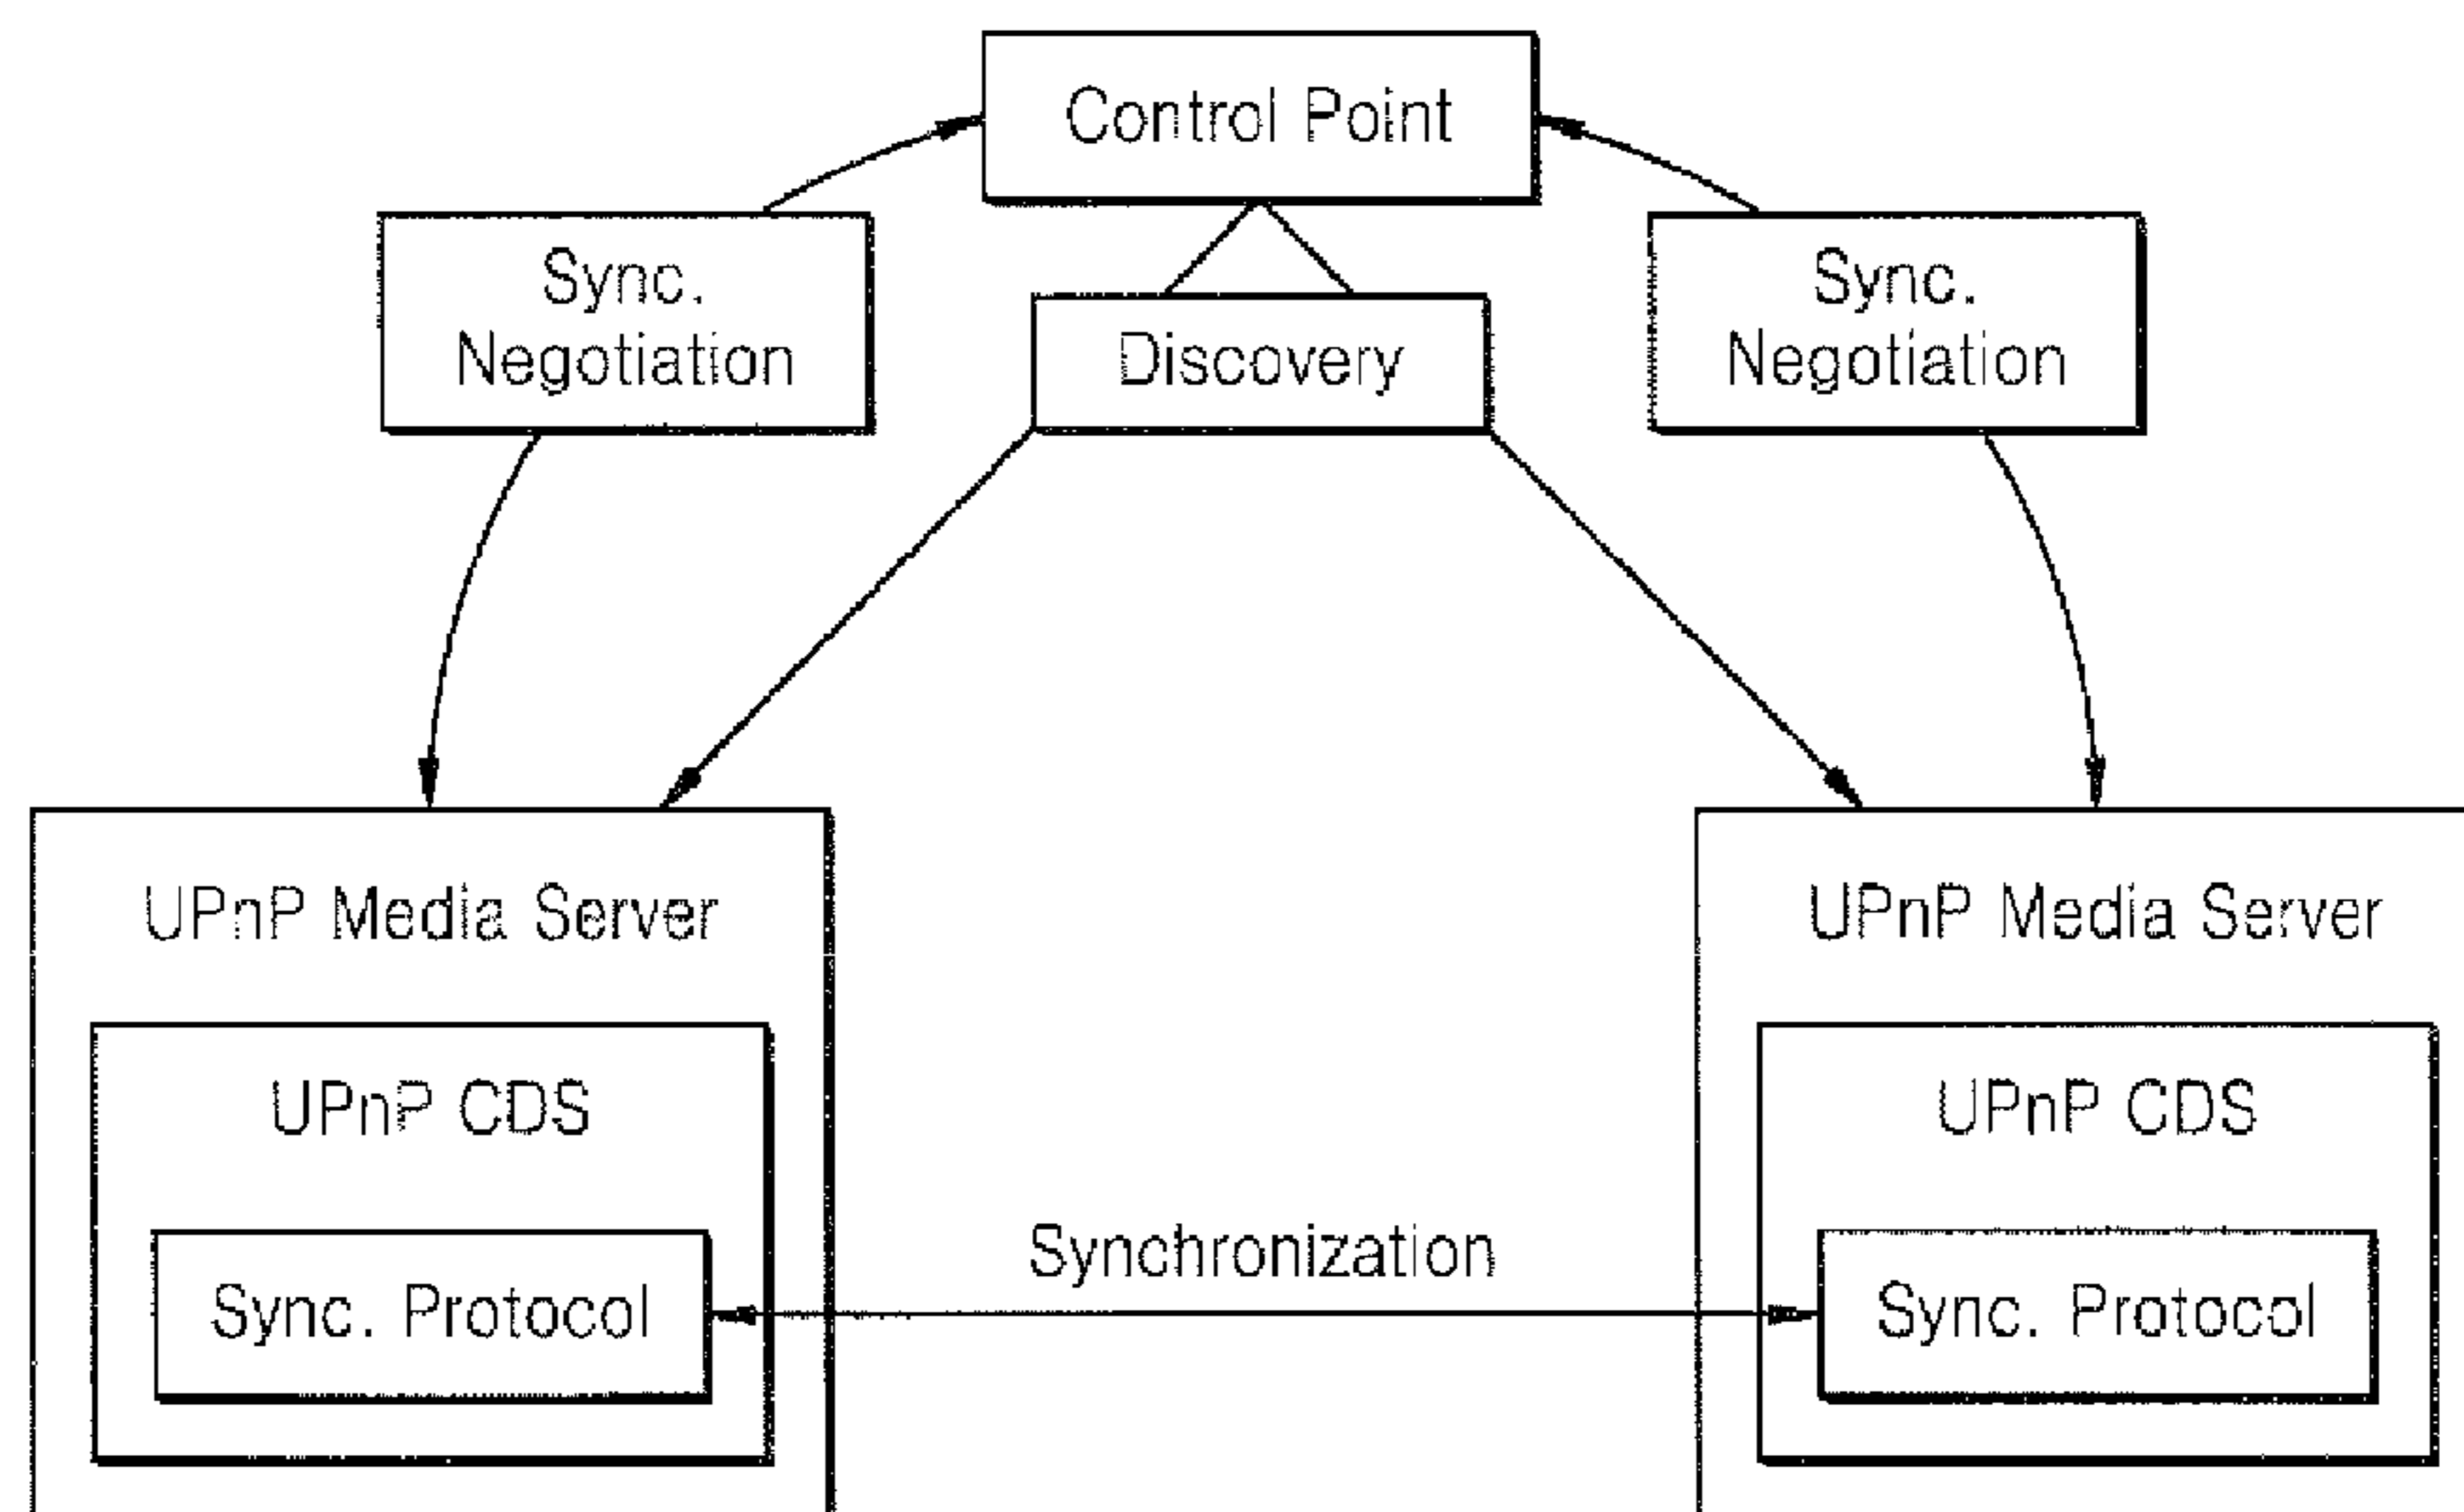 Control Point
Sync.
Negotiation
Discovery
Sync.
Negotiation
UPnP Media Server
UPnP CDS
Sync. Protocol
Synchronization
UPnP Media Server
UPnP CDS
Sync. Protocol